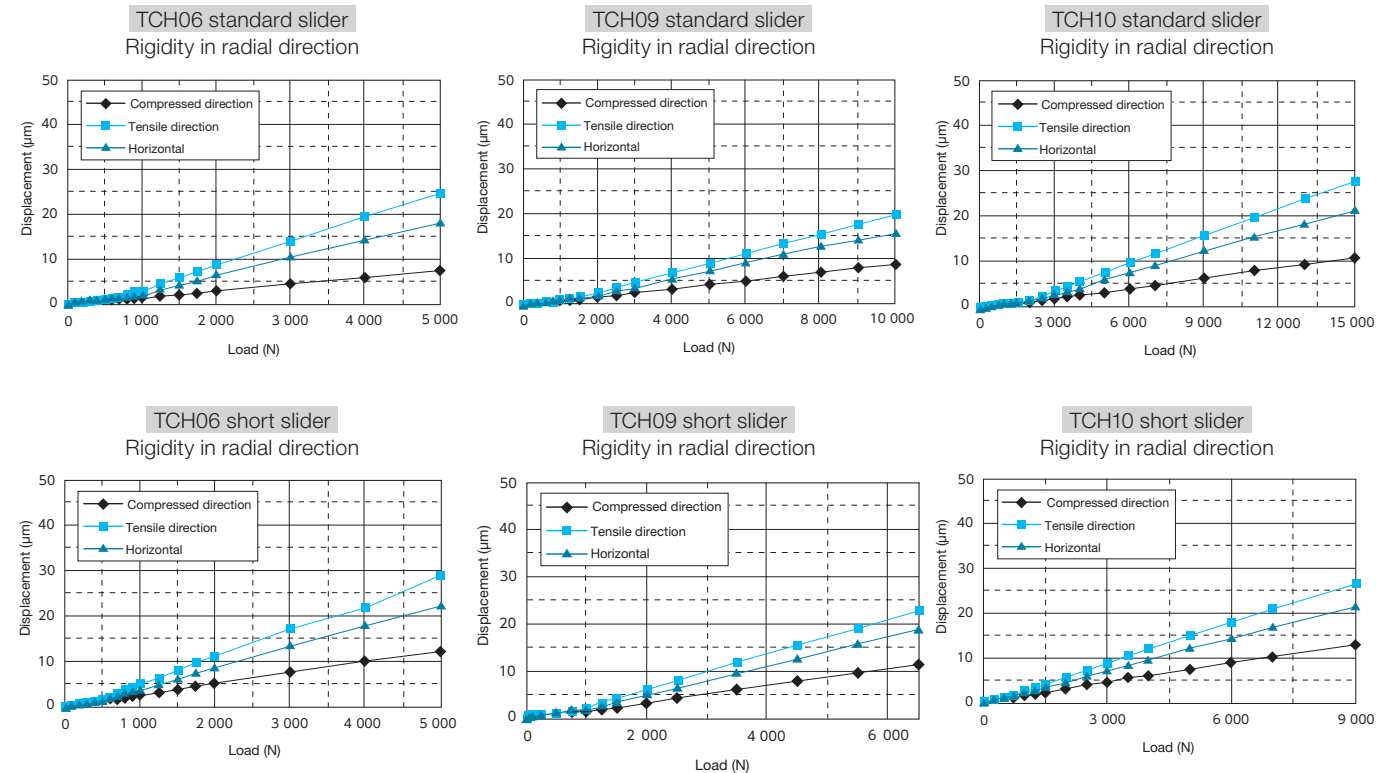 TCH06 standard slider
Rigidity in radial direction
50
40
30
20
10
0
Displacement (µm)
Compressed direction
Tensile direction
Horizontal
0
1 000
2 000
3 000
4 000
5 000
Load (N)
TCH09 standard slider
Rigidity in radial direction
50
40
30
20
10
0
Displacement (µm)
Compressed direction
Tensile direction
Horizontal
0
2 000
4 000
6 000
8 000
10 000
Load (N)
TCH10 standard slider
Rigidity in radial direction
50
40
30
20
10
0
Displacement (µm)
Compressed direction
Tensile direction
Horizontal
0
3 000
6 000
9 000
12 000
15 000
Load (N)
TCH06 short slider
Rigidity in radial direction
50
40
30
20
10
0
Displacement (µm)
Compressed direction
Tensile direction
Horizontal
0
1 000
2 000
3 000
4 000
5 000
Load (N)
TCH09 short slider
Rigidity in radial direction
50
40
30
20
10
0
Displacement (µm)
Compressed direction
Tensile direction
Horizontal
0
2 000
4 000
6 000
Load (N)
TCH10 short slider
Rigidity in radial direction
50
40
30
20
10
0
Displacement (µm)
Compressed direction
Tensile direction
Horizontal
0
3 000
6 000
9 000
Load (N)